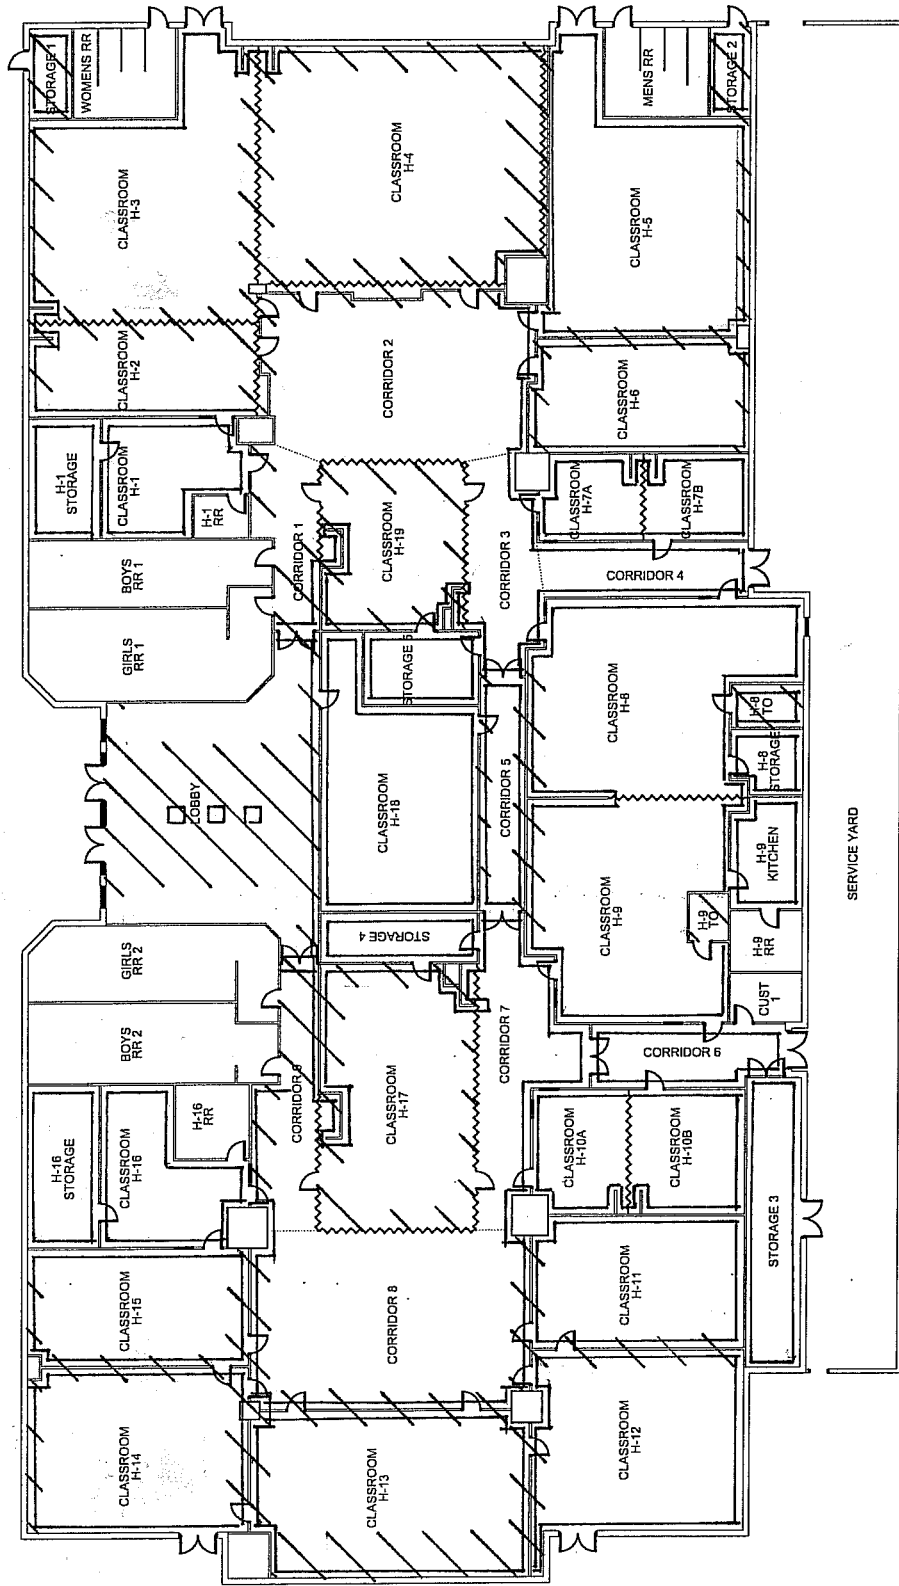 STORAGE 1
WOMENS RR
CLASSROOM
H-3
CLASSROOM
H-4
MENS RR
STORAGE 2
CLASSROOM
H-5
CLASSROOM
H-2
CORRIDOR 2
CLASSROOM
H-6
H-1
STORAGE
CLASSROOM
H-1
H-1
RR
CLASSROOM
H-7A
CLASSROOM
H-7B
BOYS
RR 1
CORRIDOR 1
CLASSROOM
H-19
CORRIDOR 3
CORRIDOR 4
GIRLS
RR 1
STORAGE 5
CLASSROOM
H-8
H-8
TO
LOBBY
CLASSROOM
H-18
CORRIDOR 5
H-8
STORAGE
H-9
KITCHEN
SERVICE YARD
CLASSROOM
H-9
H-9
TO
H-9
RR
STORAGE 4
GIRLS
RR 2
CUST
1
BOYS
RR 2
CORRIDOR 9
CLASSROOM
H-17
CORRIDOR 7
CORRIDOR 6
H-16
STORAGE
CLASSROOM
H-16
H-16
RR
CLASSROOM
H-10A
CLASSROOM
H-10B
STORAGE 3
CLASSROOM
H-15
CORRIDOR 8
CLASSROOM
H-11
CLASSROOM
H-14
CLASSROOM
H-13
CLASSROOM
H-12